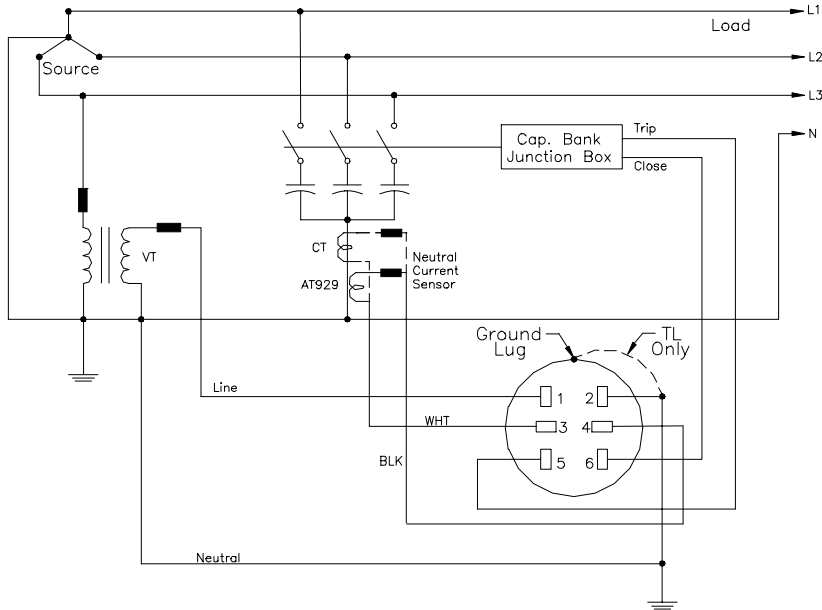 L1
Load
L2
Source
L3
Trip
N
Cap. Bank
Junction Box
Close
CT
Neutral
Current
Sensor
VT
AT929
Ground
Lug
TL
Only
Line
1
2
WHT
3
4
BLK
5
6
Neutral